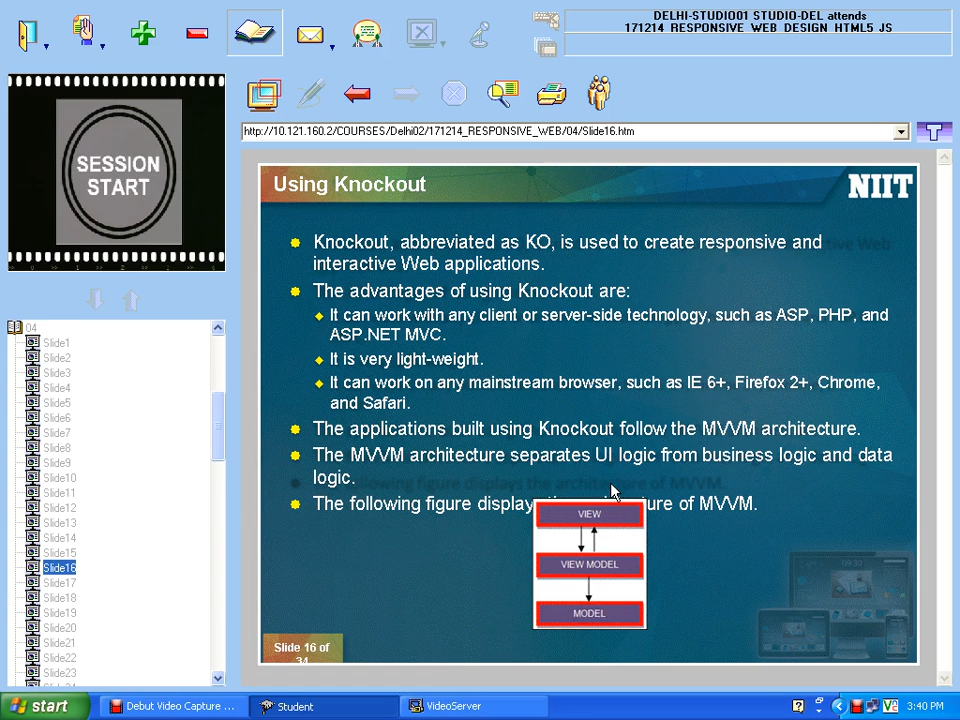 DELHI-STUDIO01 STUDIO-DEL attends
171214 RESPONSIVE WEB DESIGN HTML5 JS
http://10.121.160.2/COURSES/Delhi02/171214_RESPONSIVE_WEB/04/Slide16.htm
T
SESSION
START
04
Slide1
Slide2
Slide3
Slide4
Slide5
Slide6
Slide7
Slide8
Slide9
Slide10
Slide11
Slide12
Slide13
Slide14
Slide15
Slide16
Slide17
Slide18
Slide19
Slide20
Slide21
Slide22
Slide23
Using Knockout
NIIT
Knockout, abbreviated as KO, is used to create responsive and
interactive Web applications.
The advantages of using Knockout are:
It can work with any client or server-side technology, such as ASP, PHP, and
ASP.NET MVC.
It is very light-weight.
It can work on any mainstream browser, such as IE 6+, Firefox 2+, Chrome,
and Safari.
The applications built using Knockout follow the MVVM architecture.
The MVVM architecture separates UI logic from business logic and data
logic.
The following figure displays the architecture of MVVM.
VIEW
VIEW MODEL
MODEL
Slide 16 of
34
start
Debut Video Capture ...
Student
VideoServer
3:40 PM